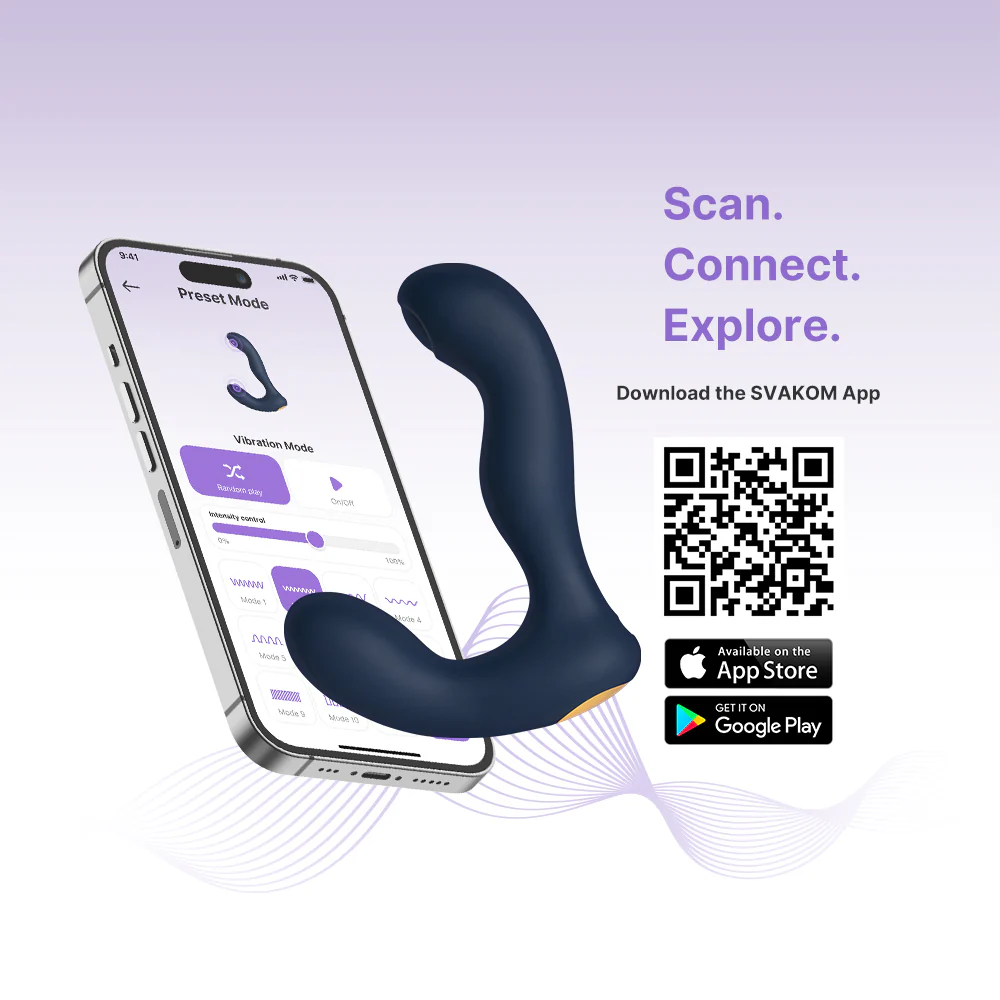 9:41
Preset Mode
Vibration Mode
Random play
On/Off
Intensity control
0%
100%
Mode 1
Mode 4
Mode 5
Mode 9
Mode 10
Scan.
Connect.
Explore.
Download the SVAKOM App
Available on the
App Store
GET IT ON
Google Play